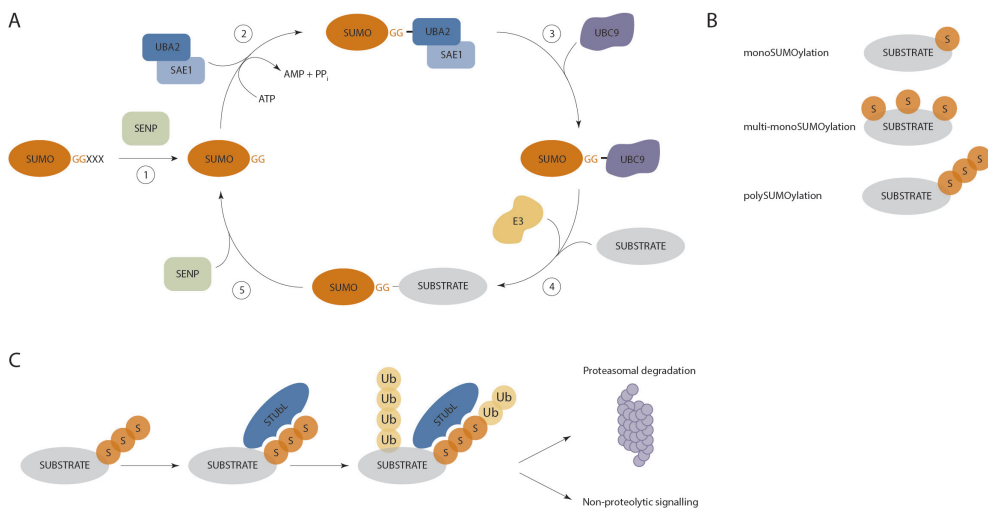 A
UBA2
SAE1
2
AMP + PPi
ATP
SUMO GG UBA2
SAE1
3
UBC9
SENP
SUMO GGXXX
1
SUMO GG
SUMO GG UBC9
E3
SUBSTRATE
4
SENP
5
SUMO GG SUBSTRATE
B
monoSUMOylation
S
SUBSTRATE
multi-monoSUMOylation
S S S
SUBSTRATE
polySUMOylation
S S S
SUBSTRATE
C
SUBSTRATE
S S S
STUbL
SUBSTRATE
S S S
Ub
Ub
Ub
Ub
STUbL
Ub Ub
SUBSTRATE
S S S
Proteasomal degradation
Non-proteolytic signalling